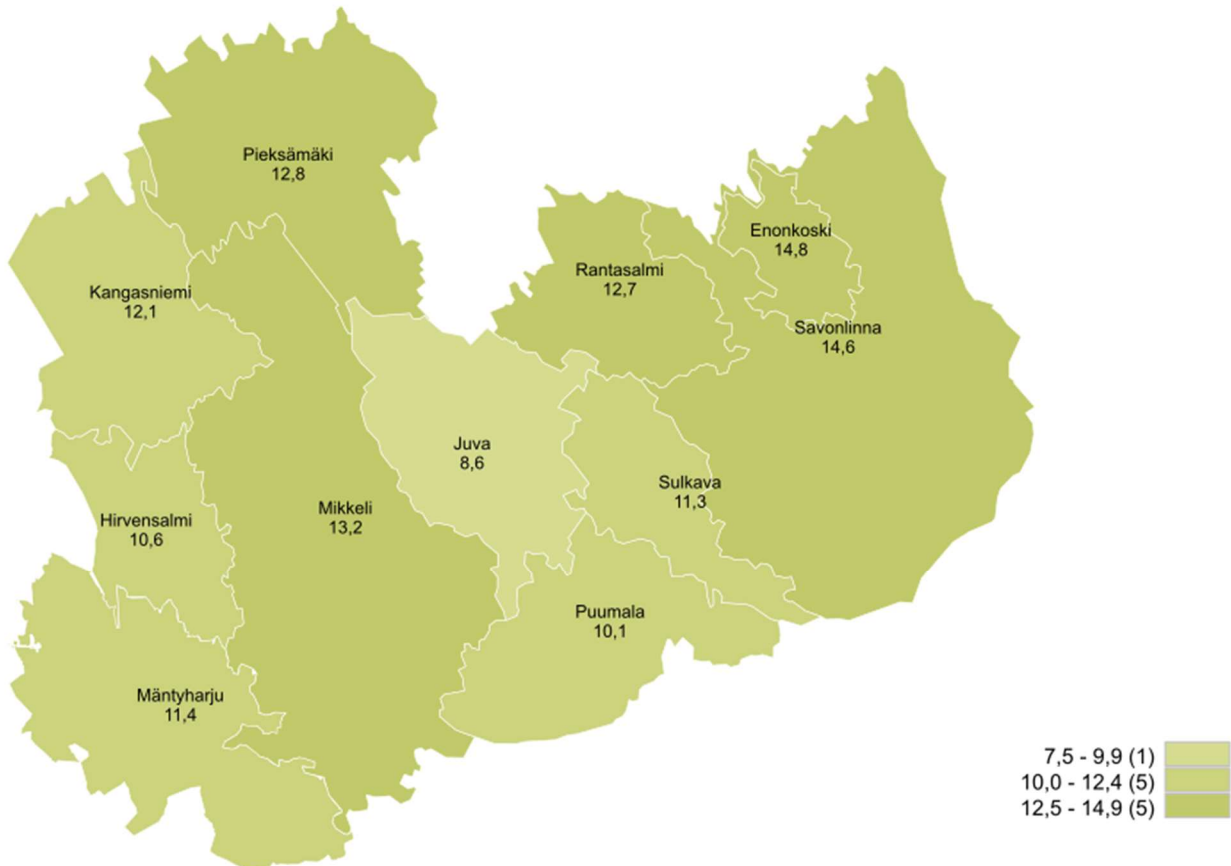 Pieksämäki
12,8
Enonkoski
14,8
Rantasalmi
12,7
Kangasniemi
12,1
Savonlinna
14,6
Juva
8,6
Sulkava
11,3
Mikkeli
13,2
Hirvensalmi
10,6
Puumala
10,1
Mäntyharju
11,4
7,5 - 9,9 (1)
10,0 - 12,4 (5)
12,5 - 14,9 (5)